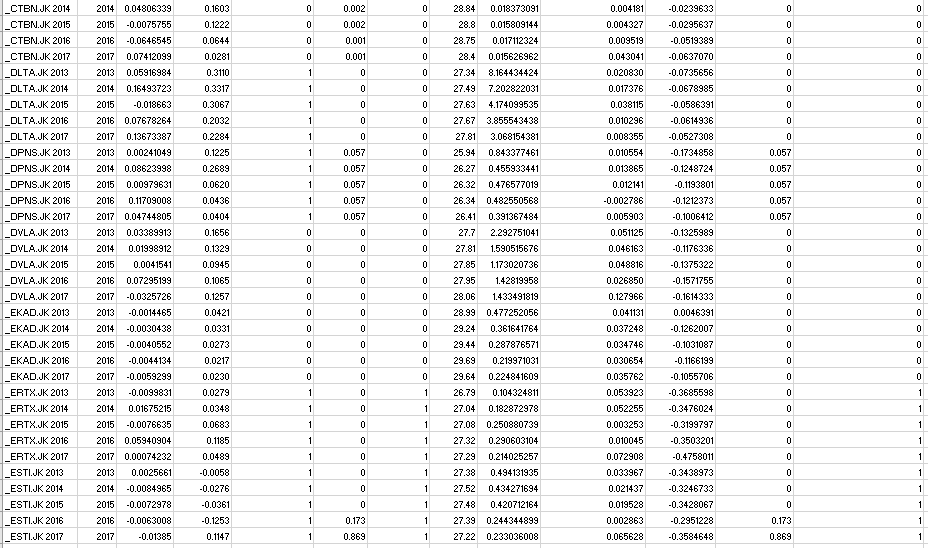 _CTBN.JK 2014 2014 0.04806339 0.1603 0 0.002 0 28.84 0.018373091 0.004181 -0.0239633 0 0
_CTBN.JK 2015 2015 -0.0075755 0.1222 0 0.002 0 28.8 0.015809144 0.004327 -0.0295637 0 0
_CTBN.JK 2016 2016 -0.0646545 0.0644 0 0.001 0 28.75 0.017112324 0.009519 -0.0519389 0 0
_CTBN.JK 2017 2017 0.07412099 0.0281 0 0.001 0 28.4 0.015626962 0.043041 -0.0637070 0 0
_DLTA.JK 2013 2013 0.05916984 0.3110 1 0 0 27.34 8.164434424 0.020830 -0.0735656 0 0
_DLTA.JK 2014 2014 0.16493723 0.3317 1 0 0 27.49 7.202822031 0.017376 -0.0678985 0 0
_DLTA.JK 2015 2015 -0.018663 0.3067 1 0 0 27.63 4.174099535 0.038115 -0.0586391 0 0
_DLTA.JK 2016 2016 0.07678264 0.2032 1 0 0 27.67 3.855543438 0.010296 -0.0614936 0 0
_DLTA.JK 2017 2017 0.13673387 0.2284 1 0 0 27.81 3.068154381 0.008355 -0.0527308 0 0
_DPNS.JK 2013 2013 0.00241049 0.1225 1 0.057 0 25.94 0.843377461 0.010554 -0.1734858 0.057 0
_DPNS.JK 2014 2014 0.08623998 0.2689 1 0.057 0 26.27 0.455933441 0.013865 -0.1248724 0.057 0
_DPNS.JK 2015 2015 0.00979631 0.0620 1 0.057 0 26.32 0.476577019 0.012141 -0.1193801 0.057 0
_DPNS.JK 2016 2016 0.11709008 0.0436 1 0.057 0 26.34 0.482550568 -0.002786 -0.1212373 0.057 0
_DPNS.JK 2017 2017 0.04744805 0.0404 1 0.057 0 26.41 0.391367484 0.005903 -0.1006412 0.057 0
_DVLA.JK 2013 2013 0.03389913 0.1656 0 0 0 27.7 2.292751041 0.051125 -0.1325989 0 0
_DVLA.JK 2014 2014 0.01998912 0.1329 0 0 0 27.81 1.590515676 0.046163 -0.1176336 0 0
_DVLA.JK 2015 2015 0.0041541 0.0945 0 0 0 27.85 1.173020736 0.048816 -0.1375322 0 0
_DVLA.JK 2016 2016 0.07295199 0.1065 0 0 0 27.95 1.42819958 0.026850 -0.1571755 0 0
_DVLA.JK 2017 2017 -0.0325726 0.1257 0 0 0 28.06 1.433491819 0.127966 -0.1614333 0 0
_EKAD.JK 2013 2013 -0.0014465 0.0421 0 0 0 28.99 0.477252056 0.041131 0.0046391 0 0
_EKAD.JK 2014 2014 -0.0030438 0.0331 0 0 0 29.24 0.361641764 0.037248 -0.1262007 0 0
_EKAD.JK 2015 2015 -0.0040552 0.0273 0 0 0 29.44 0.287876571 0.034746 -0.1031087 0 0
_EKAD.JK 2016 2016 -0.0044134 0.0217 0 0 0 29.69 0.219971031 0.030654 -0.1166199 0 0
_EKAD.JK 2017 2017 -0.0059299 0.0230 0 0 0 29.64 0.224841609 0.035762 -0.1055706 0 0
_ERTX.JK 2013 2013 -0.0099831 0.0279 1 0 1 26.79 0.104324811 0.053923 -0.3685598 0 1
_ERTX.JK 2014 2014 0.01675215 0.0348 1 0 1 27.04 0.182872978 0.052255 -0.3476024 0 1
_ERTX.JK 2015 2015 -0.0076635 0.0683 1 0 1 27.08 0.250880739 0.003253 -0.3199797 0 1
_ERTX.JK 2016 2016 0.05940904 0.1185 1 0 1 27.32 0.290603104 0.010045 -0.3503201 0 1
_ERTX.JK 2017 2017 0.00074232 0.0489 1 0 1 27.29 0.214025257 0.072908 -0.4758011 0 1
_ESTI.JK 2013 2013 0.0025661 -0.0058 1 0 1 27.38 0.494131935 0.033967 -0.3438973 0 1
_ESTI.JK 2014 2014 -0.0084965 -0.0276 1 0 1 27.52 0.434271694 0.021437 -0.3246733 0 1
_ESTI.JK 2015 2015 -0.0072978 -0.0361 1 0 1 27.48 0.420712164 0.019528 -0.3428067 0 1
_ESTI.JK 2016 2016 -0.0063008 -0.1253 1 0.173 1 27.39 0.244344899 0.002863 -0.2951228 0.173 1
_ESTI.JK 2017 2017 -0.01385 0.1147 1 0.869 1 27.22 0.233036008 0.065628 -0.3584648 0.869 1